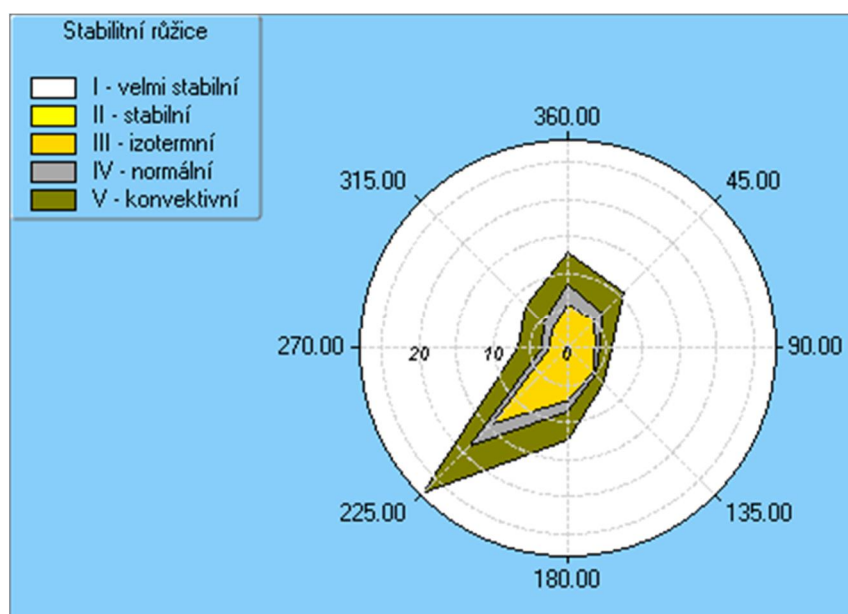 Stabilitní růžice
I - velmi stabilní
II - stabilní
III - izotermní
IV - normální
V - konvektivní
360.00
315.00
45.00
270.00
20
10
0
90.00
225.00
135.00
180.00